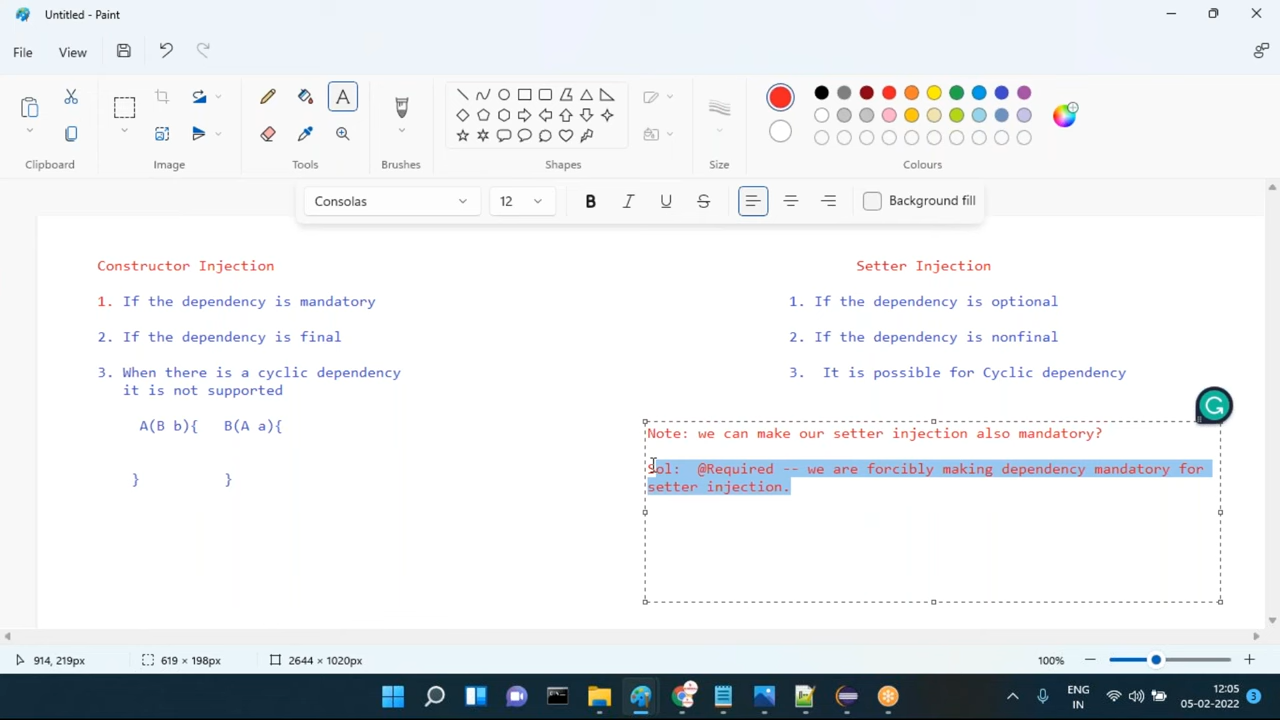 Untitled - Paint
File
View
Clipboard
Image
Tools
Brushes
Shapes
Size
Colours
Consolas
12
B
I
U
S
Background fill
Constructor Injection
1. If the dependency is mandatory
2. If the dependency is final
3. When there is a cyclic dependency
it is not supported
A(B b){ B(A a){
} }
Setter Injection
1. If the dependency is optional
2. If the dependency is nonfinal
3. It is possible for Cyclic dependency
Note: we can make our setter injection also mandatory?
Sol: @Required -- we are forcibly making dependency mandatory for
setter injection.
914, 219px
619 × 198px
2644 × 1020px
100%
ENG
IN
12:05
05-02-2022
3